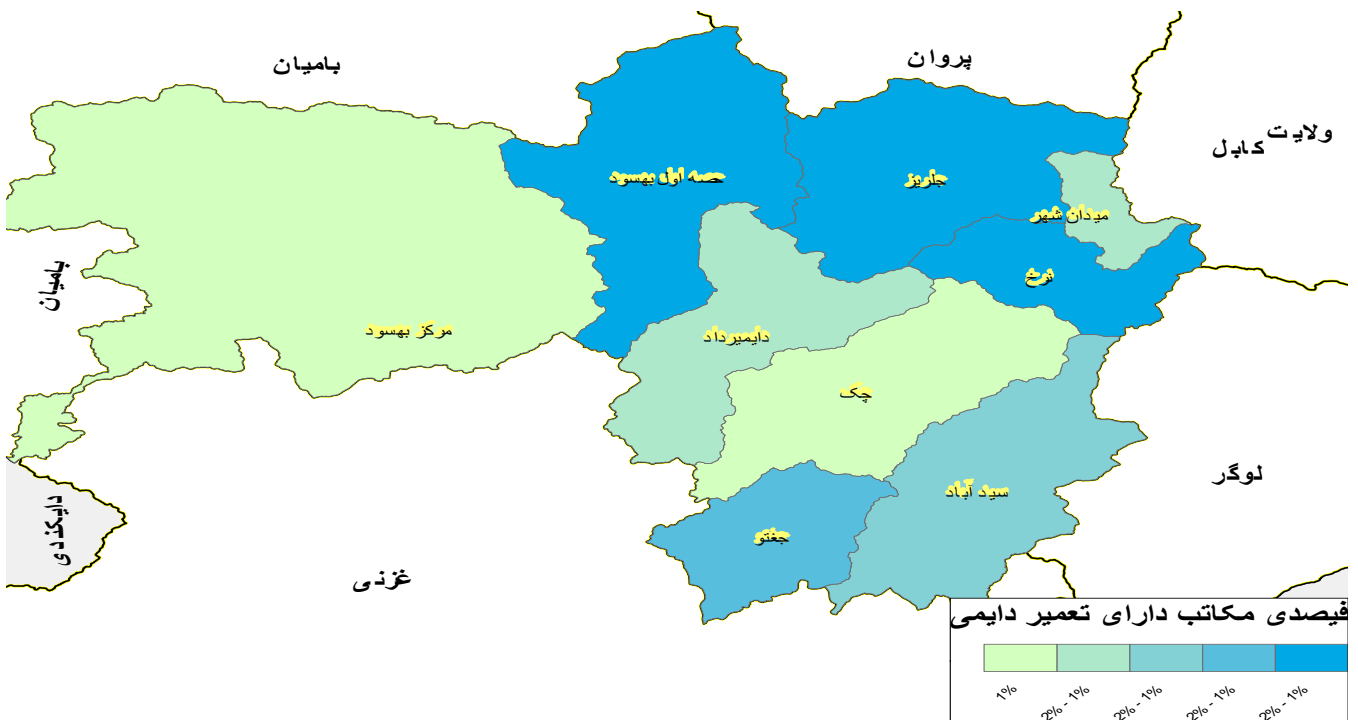 بامیان
پروان
ولایت کابل
حصه اول بهسود
جلریز
میدان شهر
بامیان
نرخ
مرکز بهسود
دایمیرداد
چک
لوگر
سید آباد
دایکندی
جغتو
غزنی
فیصدی مکاتب دارای تعمیر دایمی
1%
2% - 1%
2% - 1%
2% - 1%
2% - 1%